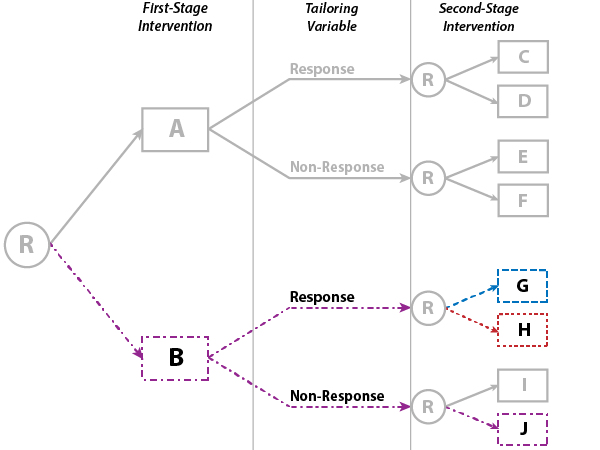 First-Stage
Intervention
Tailoring
Variable
Second-Stage
Intervention
Response
R
C
D
A
Non-Response
R
E
F
R
Response
R
G
H
B
Non-Response
R
I
J